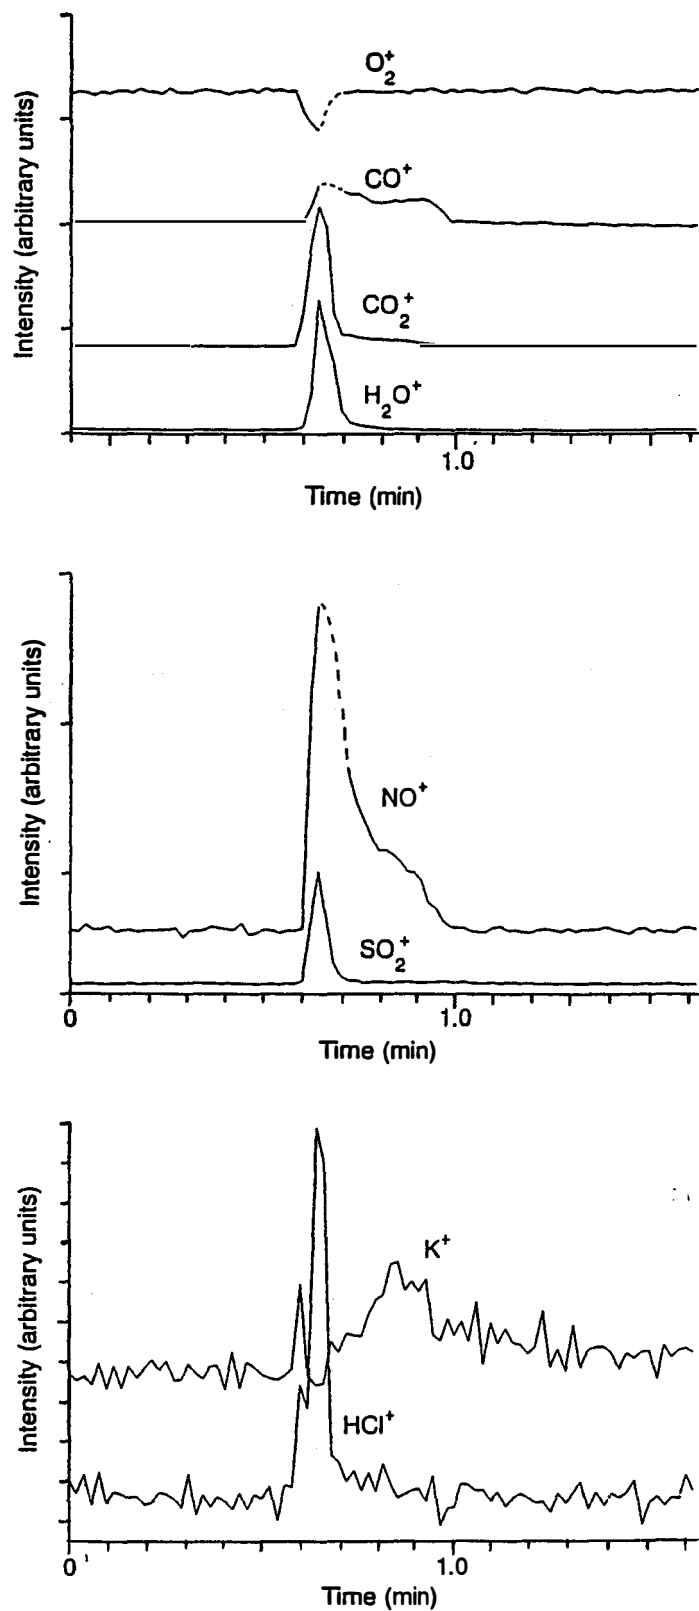 Intensity (arbitrary units)
O₂⁺
CO⁺
CO₂⁺
H₂O⁺
1.0
Time (min)
Intensity (arbitrary units)
NO⁺
SO₂⁺
0
1.0
Time (min)
Intensity (arbitrary units)
K⁺
HCl⁺
0
1.0
Time (min)